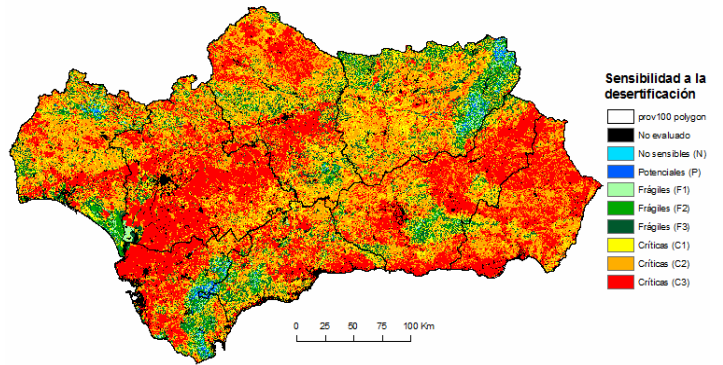 Sensibilidad a la
desertificación
prov100 polygon
No evaluado
No sensibles (N)
Potenciales (P)
Frágiles (F1)
Frágiles (F2)
Frágiles (F3)
Críticas (C1)
Críticas (C2)
Críticas (C3)
0 25 50 75 100 Km